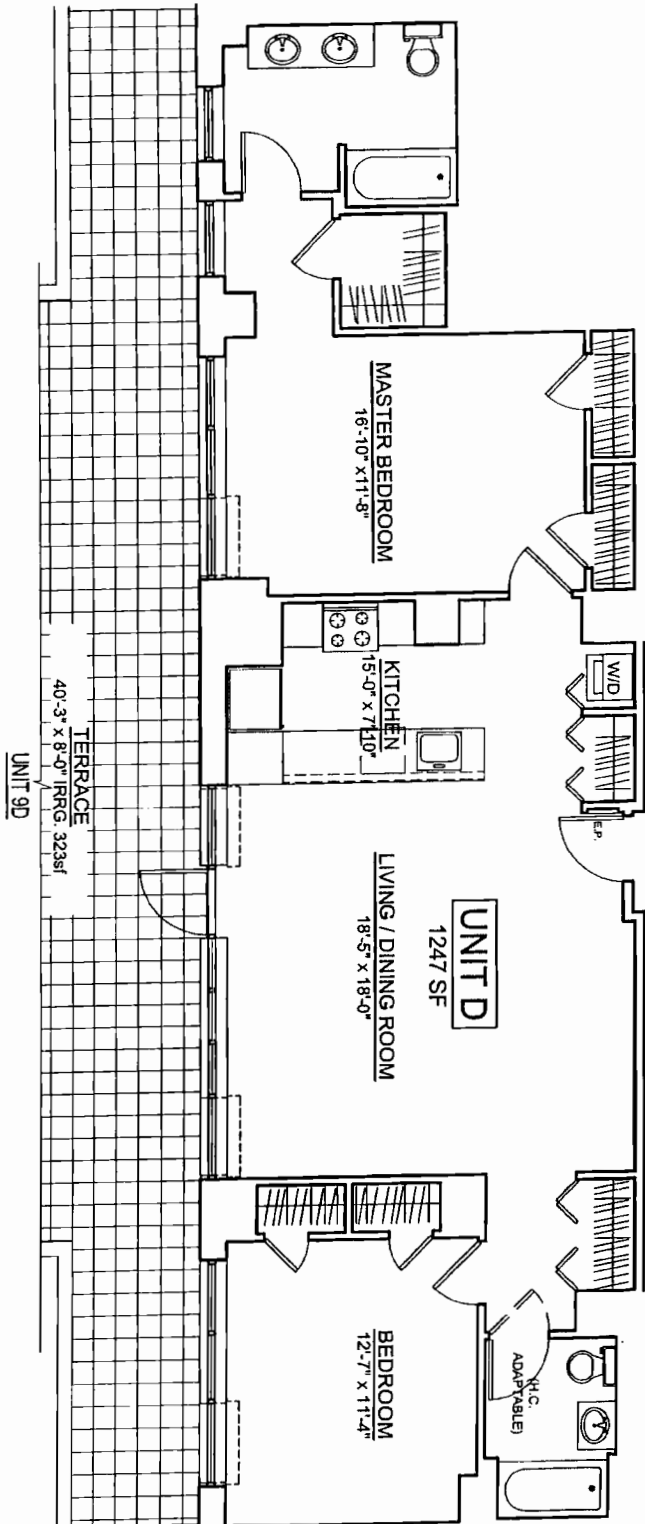 MASTER BEDROOM
16'-10" x11'-8"
W/D
KITCHEN
15'-0" x 7'-10"
E.P.
UNIT D
1247 SF
LIVING / DINING ROOM
18'-5" x 18'-0"
TERRACE
40'-3" x 8'-0" IRRG. 323sf
UNIT 9D
BEDROOM
12'-7" x 11'-4"
(H.C.
ADAPTABLE)